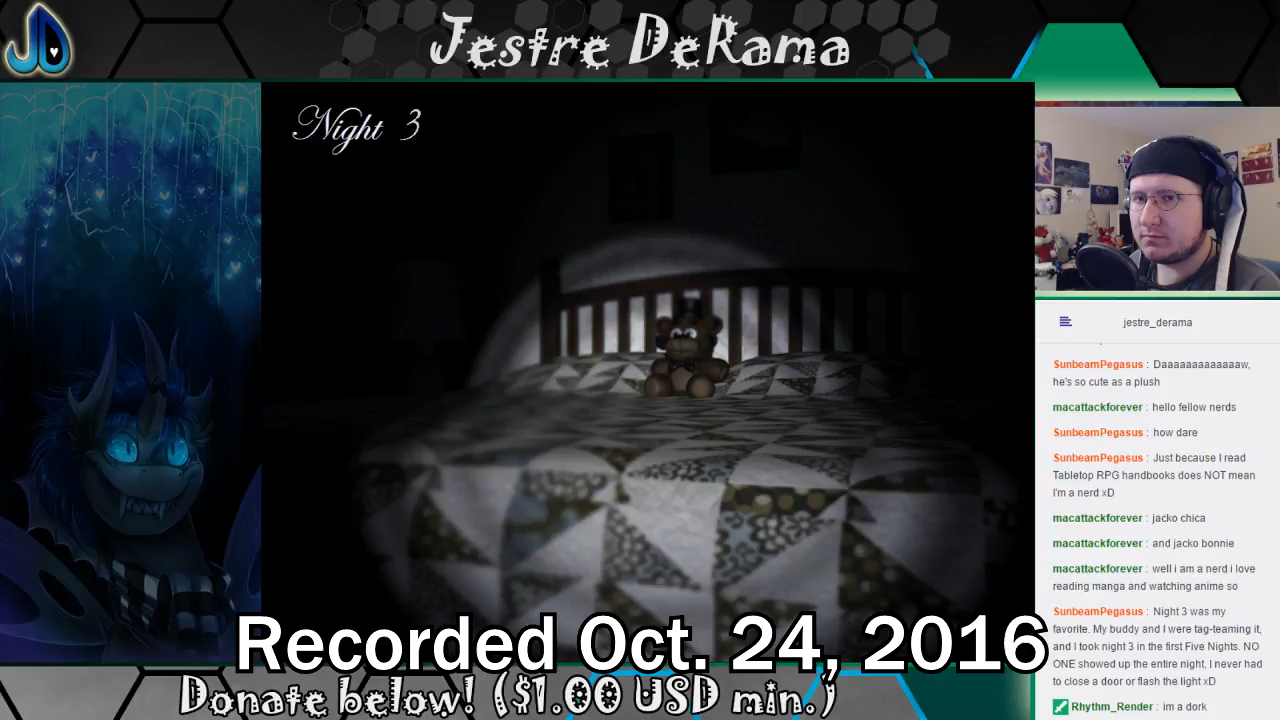 JD
Jestre DeRama
Night 3
jestre_derama
SunbeamPegasus : Daaaaaaaaaaaaaw,
he's so cute as a plush
macattackforever : hello fellow nerds
SunbeamPegasus : how dare
SunbeamPegasus : Just because I read
Tabletop RPG handbooks does NOT mean
I'm a nerd xD
macattackforever : jacko chica
macattackforever : and jacko bonnie
macattackforever : well i am a nerd i love
reading manga and watching anime so
SunbeamPegasus : Night 3 was my
favorite. My buddy and I were tag-teaming it,
and I took night 3 in the first Five Nights. NO
ONE showed up the entire night, I never had
to close a door or flash the light xD
Rhythm_Render : im a dork
Recorded Oct. 24, 2016
Donate below! ($1.00 USD min.)